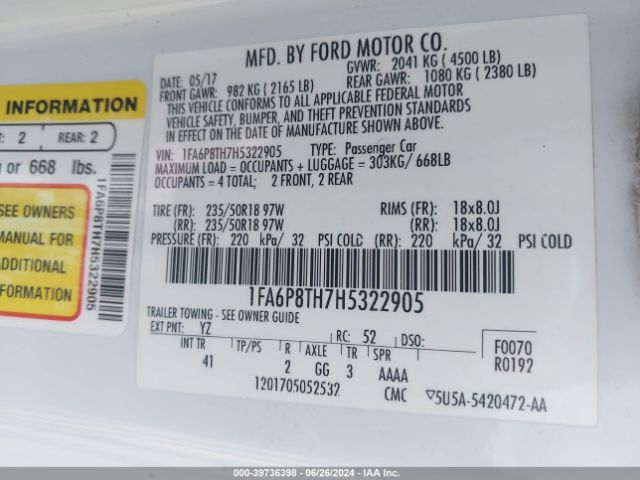 MFD. BY FORD MOTOR CO.
DATE: 05/17
GVWR: 2041 KG ( 4500 LB)
FRONT GAWR: 982 KG ( 2165 LB)
REAR GAWR: 1080 KG ( 2380 LB)
THIS VEHICLE CONFORMS TO ALL APPLICABLE FEDERAL MOTOR
VEHICLE SAFETY, BUMPER, AND THEFT PREVENTION STANDARDS
IN EFFECT ON THE DATE OF MANUFACTURE SHOWN ABOVE.
VIN: 1FA6P8TH7H5322905 TYPE: Passenger Car
MAXIMUM LOAD = OCCUPANTS + LUGGAGE = 303KG/ 668LB
OCCUPANTS = 4 TOTAL; 2 FRONT, 2 REAR
TIRE (FR): 235/50R18 97W RIMS (FR): 18x8.0J
(RR): 235/50R18 97W (RR): 18x8.0J
PRESSURE (FR): 220 kPa/ 32 PSI COLD (RR): 220 kPa/ 32 PSI COLD
1FA6P8TH7H5322905
TRAILER TOWING - SEE OWNER GUIDE
EXT PNT: YZ RC: 52 DSO:
F0070
R0192
INT TR TP/PS R AXLE TR SPR
41 2 GG 3 AAAA
1201705052532 CMC 5U5A-5420472-AA
INFORMATION
2 REAR: 2
or 668 lbs.
SEE OWNERS
MANUAL FOR
ADDITIONAL
INFORMATION
1FA6P8TH7H5322905
000-39736398 - 06/26/2024 - IAA Inc.